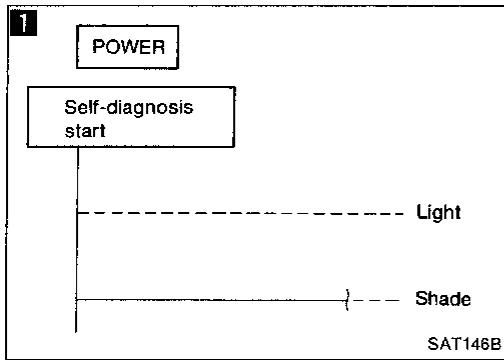 1
POWER
Self-diagnosis
start
Light
Shade
SAT146B